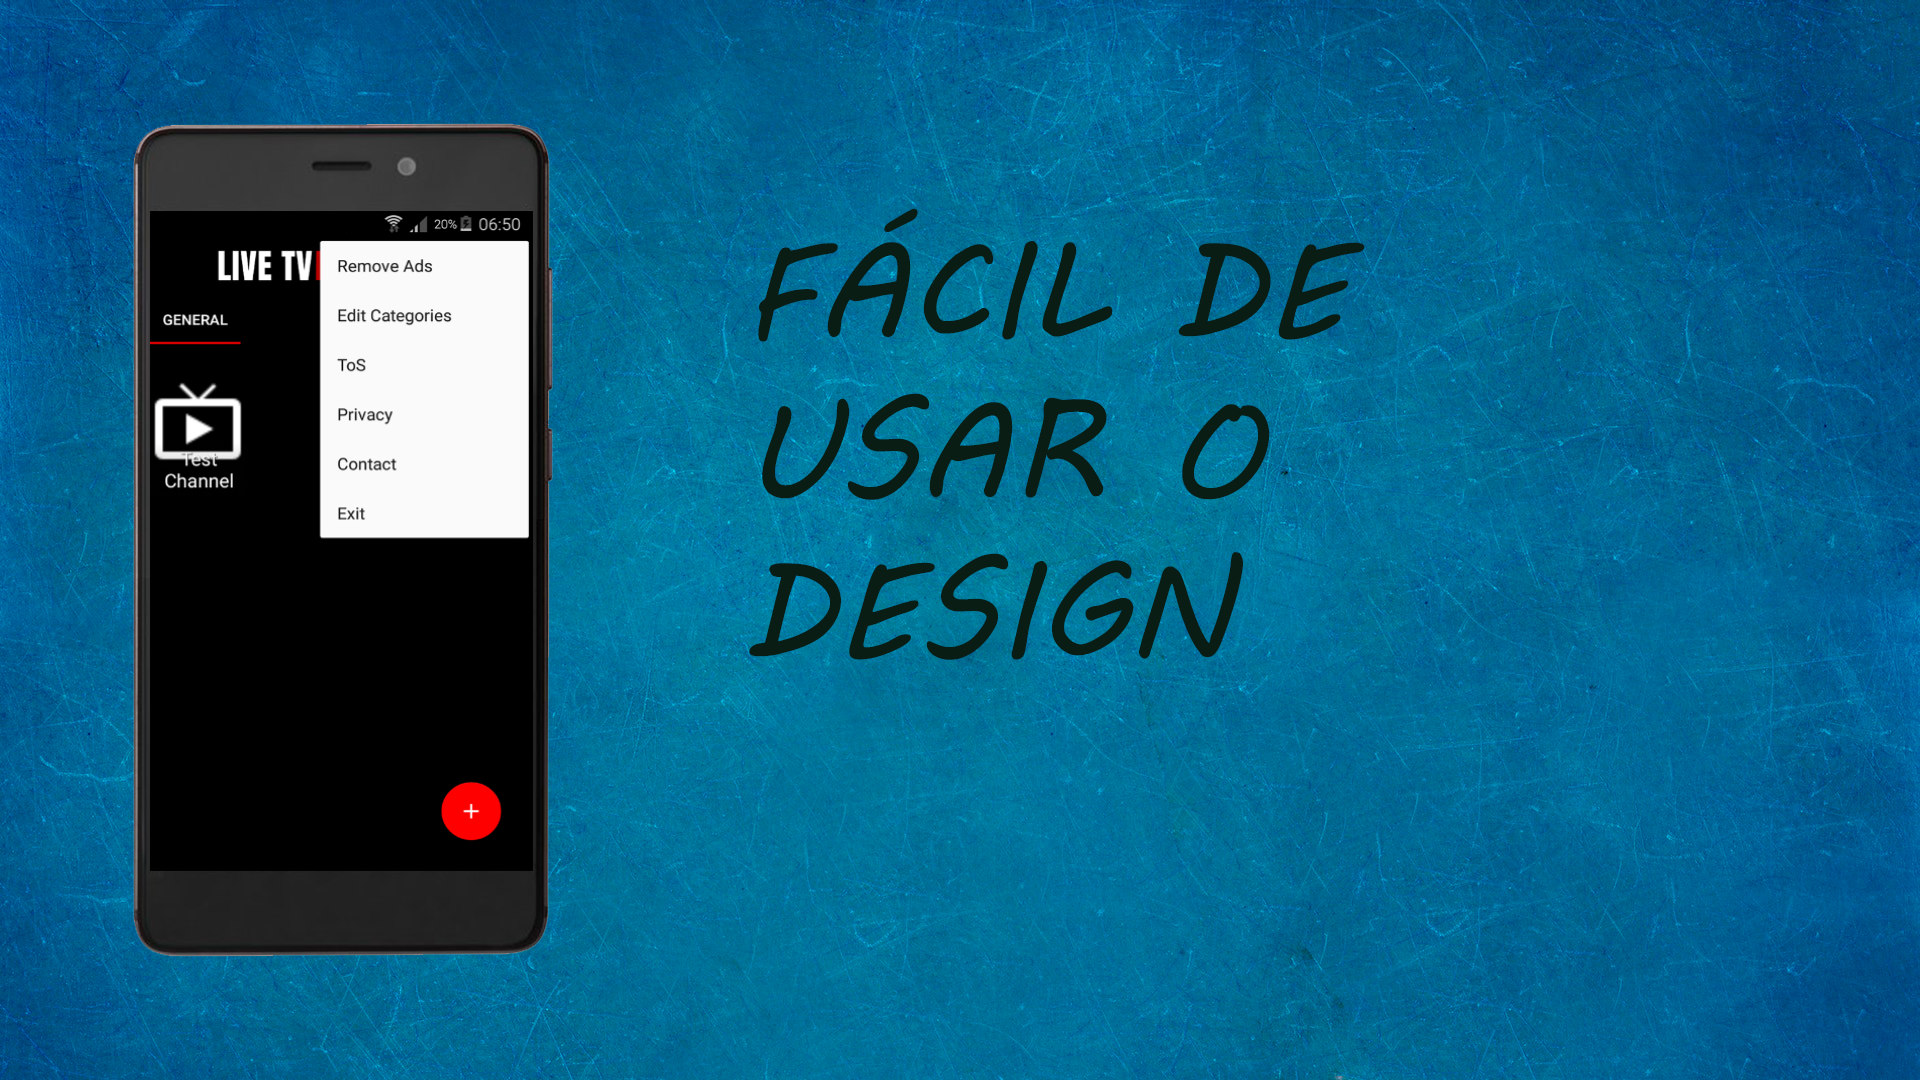 20% 06:50
LIVE TV
Remove Ads
GENERAL
Edit Categories
ToS
Privacy
Test
Channel
Contact
Exit
+
FÁCIL DE
USAR O
DESIGN